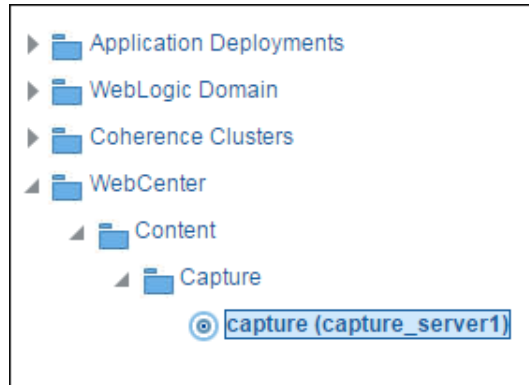 Application Deployments
WebLogic Domain
Coherence Clusters
WebCenter
Content
Capture
capture (capture_server1)